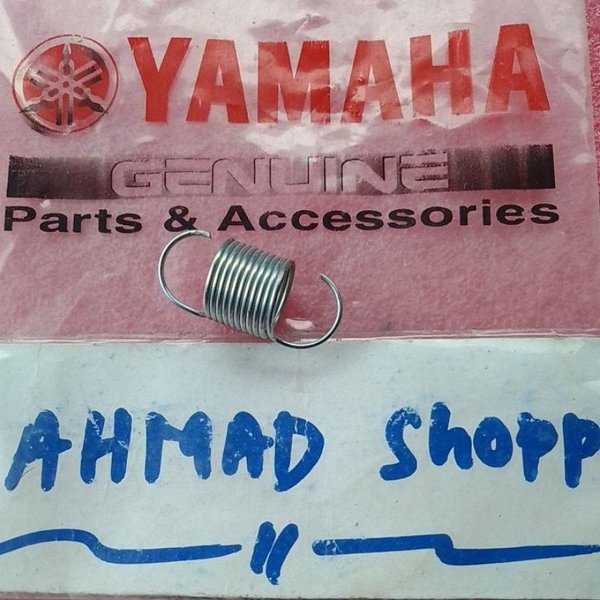 YAMAHA
GENUINE
Parts & Accessories
AHMAD Shopp